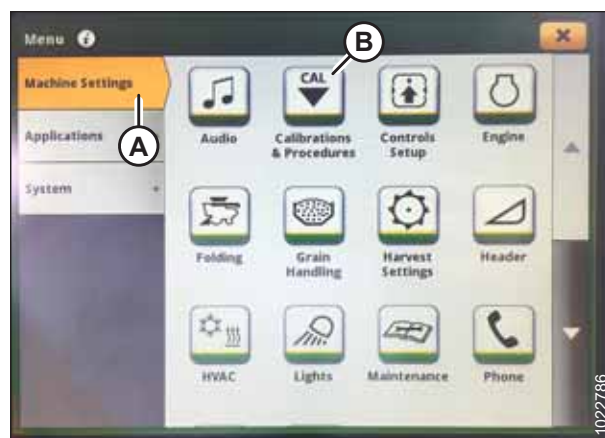 Menu i
B
Machine Settings
A
Applications
System
CAL
Audio
Calibrations
& Procedures
Controls
Setup
Engine
Folding
Grain
Handling
Harvest
Settings
Header
HVAC
Lights
Maintenance
Phone
1022786